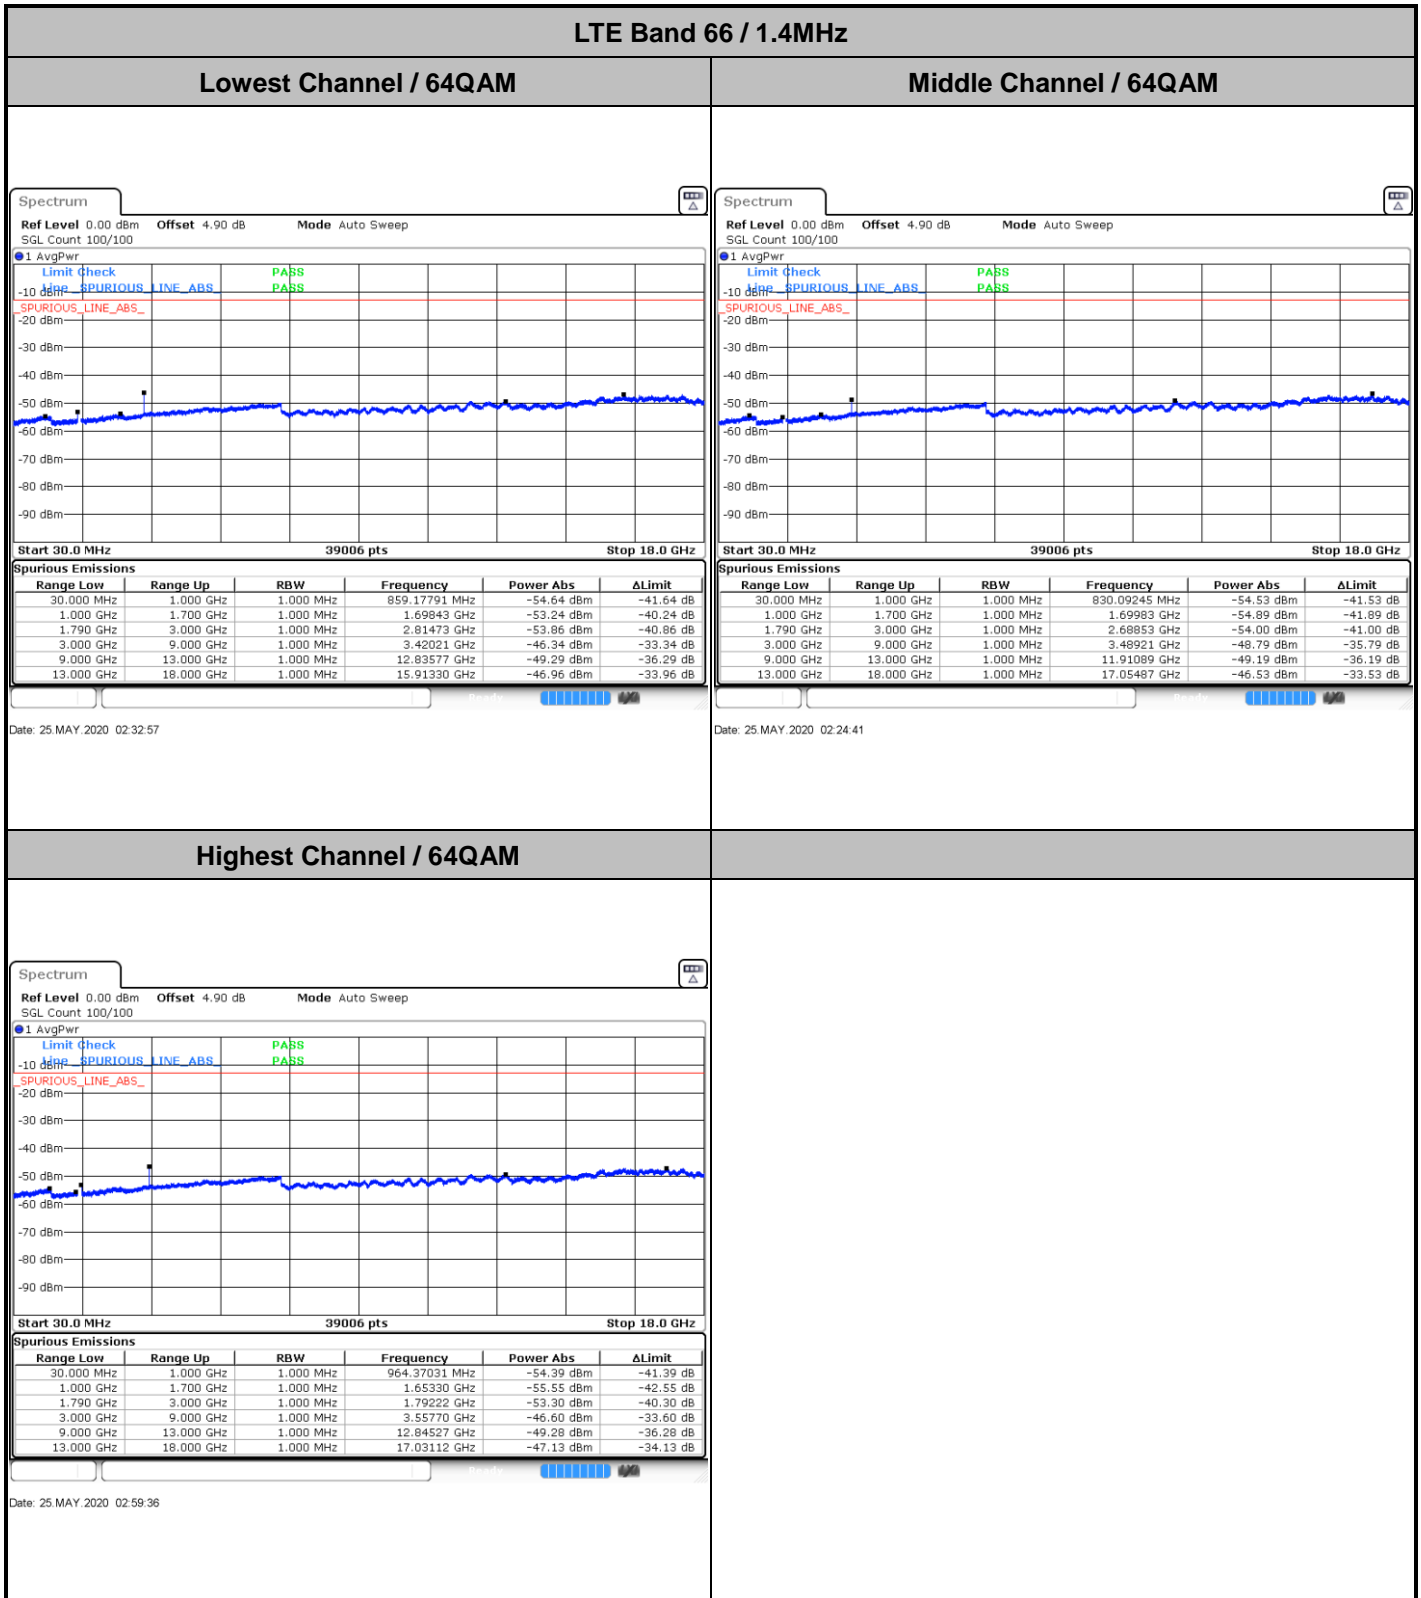 LTE Band 66 / 1.4MHz
Lowest Channel / 64QAM
Middle Channel / 64QAM
Spectrum
Ref Level 0.00 dBm Offset 4.90 dB Mode Auto Sweep
SGL Count 100/100
1 AvgPwr
Limit Check PASS
Line _SPURIOUS_LINE_ABS_ PASS
-10 dBm
_SPURIOUS_LINE_ABS_
-20 dBm
-30 dBm
-40 dBm
-50 dBm
-60 dBm
-70 dBm
-80 dBm
-90 dBm
Start 30.0 MHz 39006 pts Stop 18.0 GHz
Spurious Emissions
Range Low Range Up RBW Frequency Power Abs ΔLimit
30.000 MHz 1.000 GHz 1.000 MHz 859.17791 MHz -54.64 dBm -41.64 dB
1.000 GHz 1.700 GHz 1.000 MHz 1.69843 GHz -53.24 dBm -40.24 dB
1.790 GHz 3.000 GHz 1.000 MHz 2.81473 GHz -53.86 dBm -40.86 dB
3.000 GHz 9.000 GHz 1.000 MHz 3.42021 GHz -46.34 dBm -33.34 dB
9.000 GHz 13.000 GHz 1.000 MHz 12.83577 GHz -49.29 dBm -36.29 dB
13.000 GHz 18.000 GHz 1.000 MHz 15.91330 GHz -46.96 dBm -33.96 dB
Ready
Date: 25.MAY.2020 02:32:57
Spectrum
Ref Level 0.00 dBm Offset 4.90 dB Mode Auto Sweep
SGL Count 100/100
1 AvgPwr
Limit Check PASS
Line _SPURIOUS_LINE_ABS_ PASS
-10 dBm
_SPURIOUS_LINE_ABS_
-20 dBm
-30 dBm
-40 dBm
-50 dBm
-60 dBm
-70 dBm
-80 dBm
-90 dBm
Start 30.0 MHz 39006 pts Stop 18.0 GHz
Spurious Emissions
Range Low Range Up RBW Frequency Power Abs ΔLimit
30.000 MHz 1.000 GHz 1.000 MHz 830.09245 MHz -54.53 dBm -41.53 dB
1.000 GHz 1.700 GHz 1.000 MHz 1.69983 GHz -54.89 dBm -41.89 dB
1.790 GHz 3.000 GHz 1.000 MHz 2.68853 GHz -54.00 dBm -41.00 dB
3.000 GHz 9.000 GHz 1.000 MHz 3.48921 GHz -48.79 dBm -35.79 dB
9.000 GHz 13.000 GHz 1.000 MHz 11.91089 GHz -49.19 dBm -36.19 dB
13.000 GHz 18.000 GHz 1.000 MHz 17.05487 GHz -46.53 dBm -33.53 dB
Ready
Date: 25.MAY.2020 02:24:41
Highest Channel / 64QAM
Spectrum
Ref Level 0.00 dBm Offset 4.90 dB Mode Auto Sweep
SGL Count 100/100
1 AvgPwr
Limit Check PASS
Line _SPURIOUS_LINE_ABS_ PASS
-10 dBm
_SPURIOUS_LINE_ABS_
-20 dBm
-30 dBm
-40 dBm
-50 dBm
-60 dBm
-70 dBm
-80 dBm
-90 dBm
Start 30.0 MHz 39006 pts Stop 18.0 GHz
Spurious Emissions
Range Low Range Up RBW Frequency Power Abs ΔLimit
30.000 MHz 1.000 GHz 1.000 MHz 964.37031 MHz -54.39 dBm -41.39 dB
1.000 GHz 1.700 GHz 1.000 MHz 1.65330 GHz -55.55 dBm -42.55 dB
1.790 GHz 3.000 GHz 1.000 MHz 1.79222 GHz -53.30 dBm -40.30 dB
3.000 GHz 9.000 GHz 1.000 MHz 3.55770 GHz -46.60 dBm -33.60 dB
9.000 GHz 13.000 GHz 1.000 MHz 12.84527 GHz -49.28 dBm -36.28 dB
13.000 GHz 18.000 GHz 1.000 MHz 17.03112 GHz -47.13 dBm -34.13 dB
Ready
Date: 25.MAY.2020 02:59:36